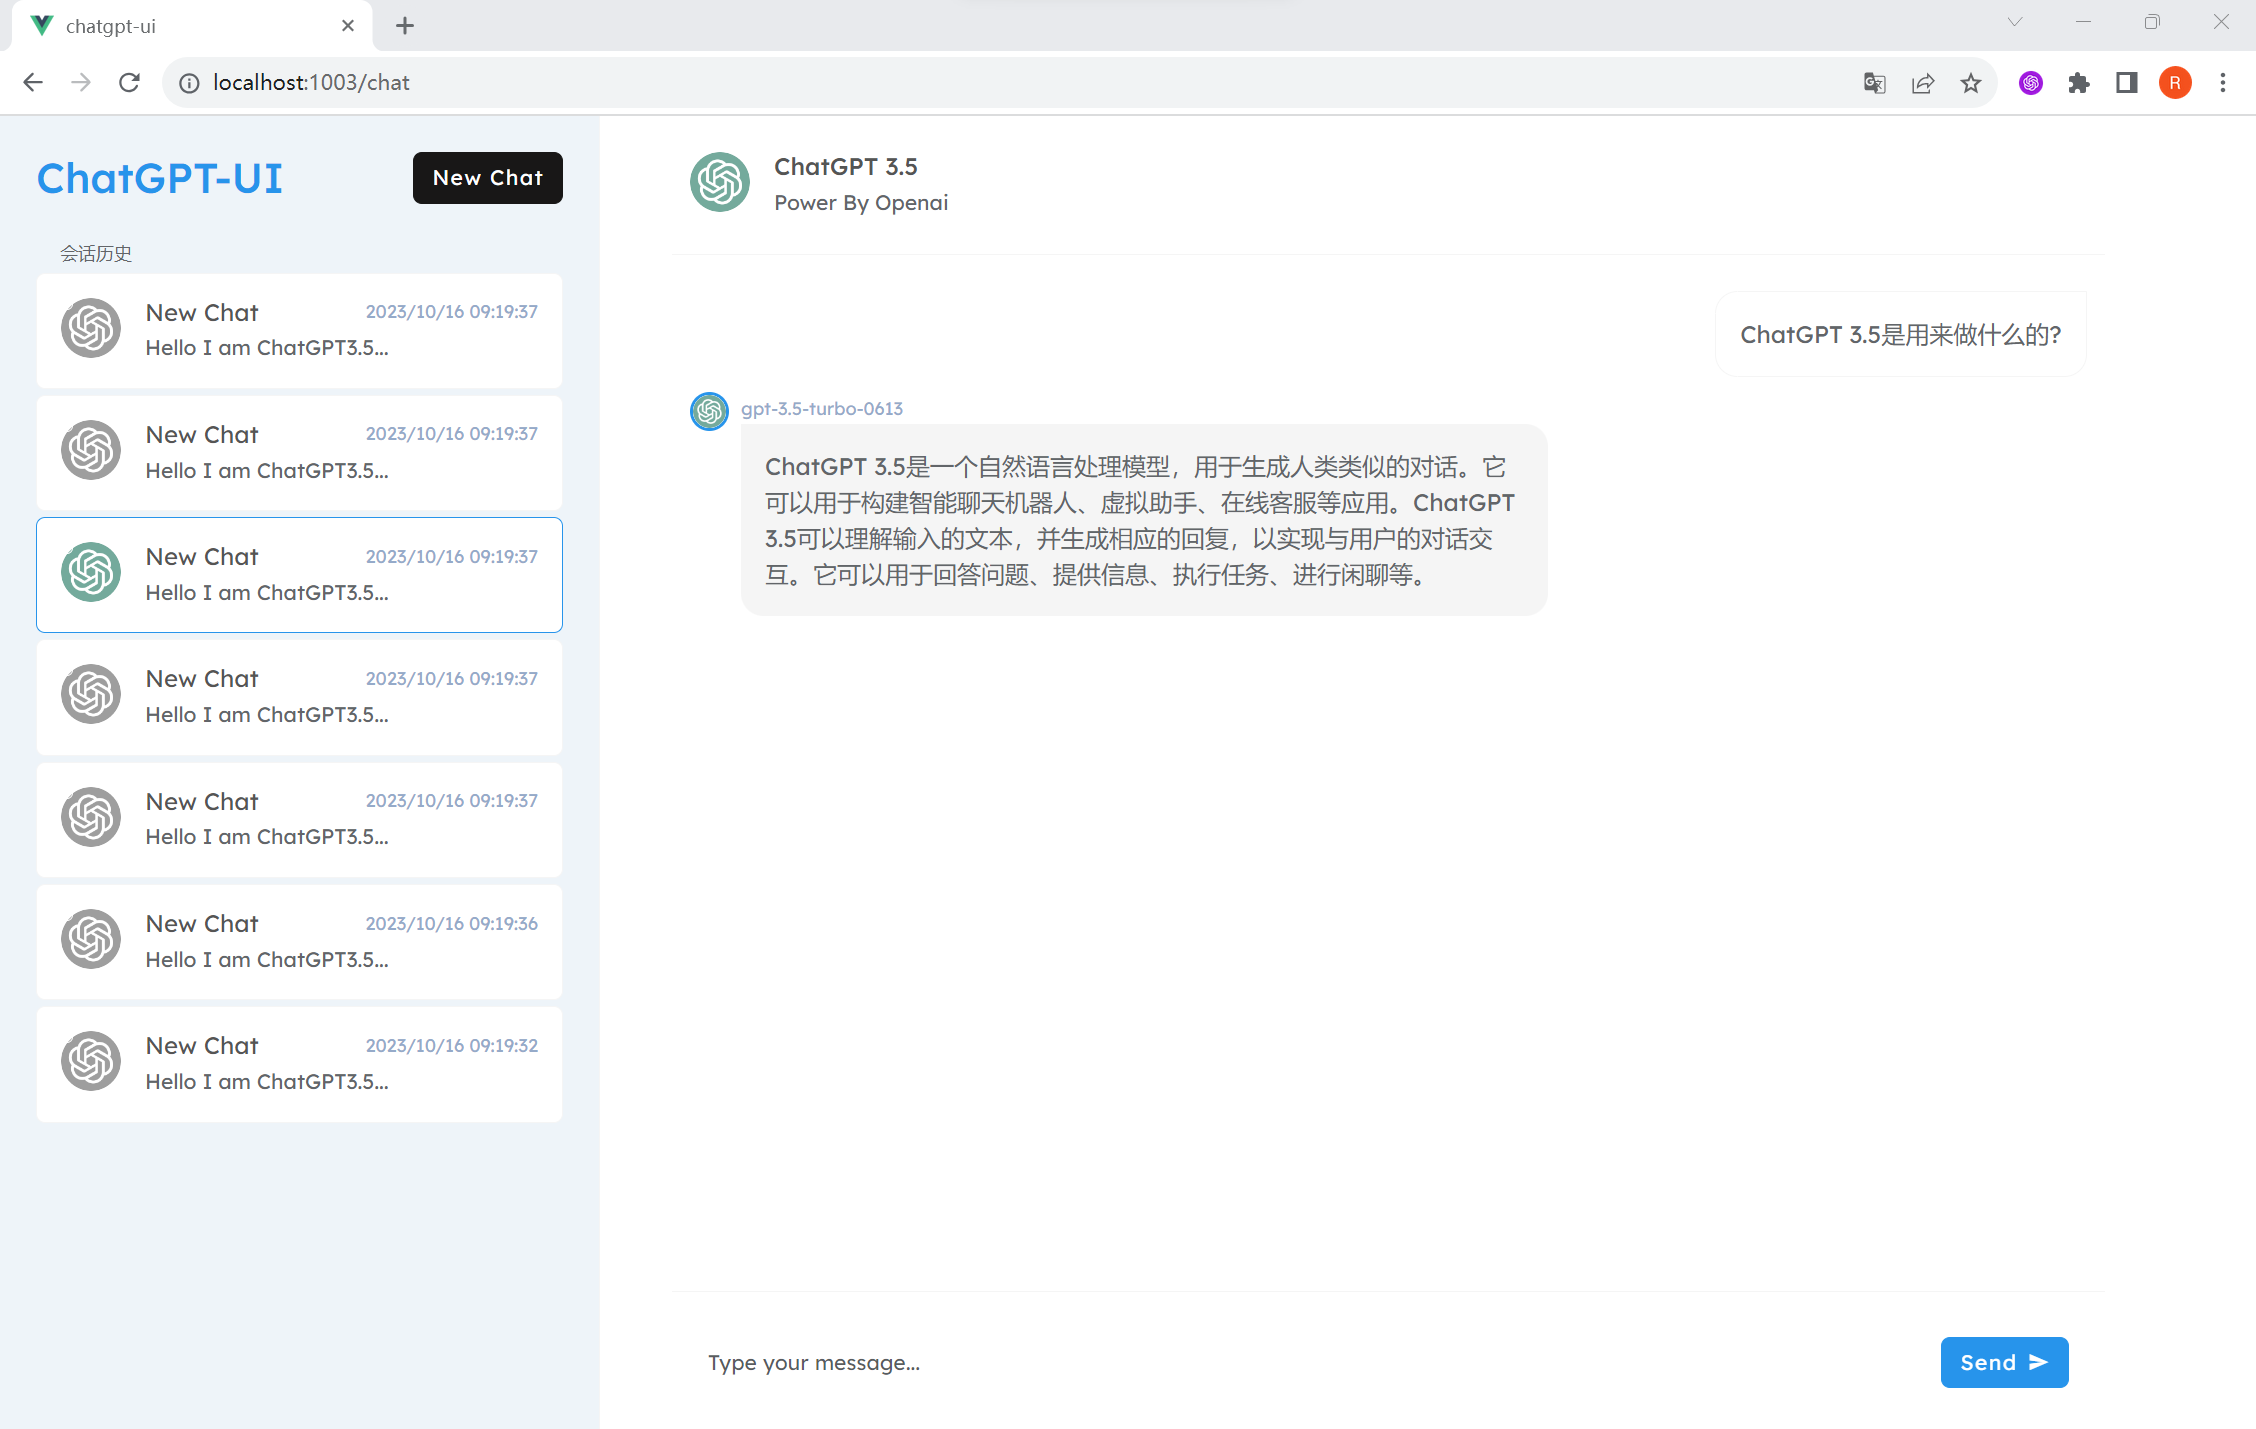 chatgpt-ui
localhost:1003/chat
R
ChatGPT-UI
New Chat
会话历史
New Chat
2023/10/16 09:19:37
Hello I am ChatGPT3.5...
New Chat
2023/10/16 09:19:37
Hello I am ChatGPT3.5...
New Chat
2023/10/16 09:19:37
Hello I am ChatGPT3.5...
New Chat
2023/10/16 09:19:37
Hello I am ChatGPT3.5...
New Chat
2023/10/16 09:19:37
Hello I am ChatGPT3.5...
New Chat
2023/10/16 09:19:36
Hello I am ChatGPT3.5...
New Chat
2023/10/16 09:19:32
Hello I am ChatGPT3.5...
ChatGPT 3.5
Power By Openai
ChatGPT 3.5是用来做什么的?
gpt-3.5-turbo-0613
ChatGPT 3.5是一个自然语言处理模型，用于生成人类类似的对话。它
可以用于构建智能聊天机器人、虚拟助手、在线客服等应用。ChatGPT
3.5可以理解输入的文本，并生成相应的回复，以实现与用户的对话交
互。它可以用于回答问题、提供信息、执行任务、进行闲聊等。
Type your message...
Send